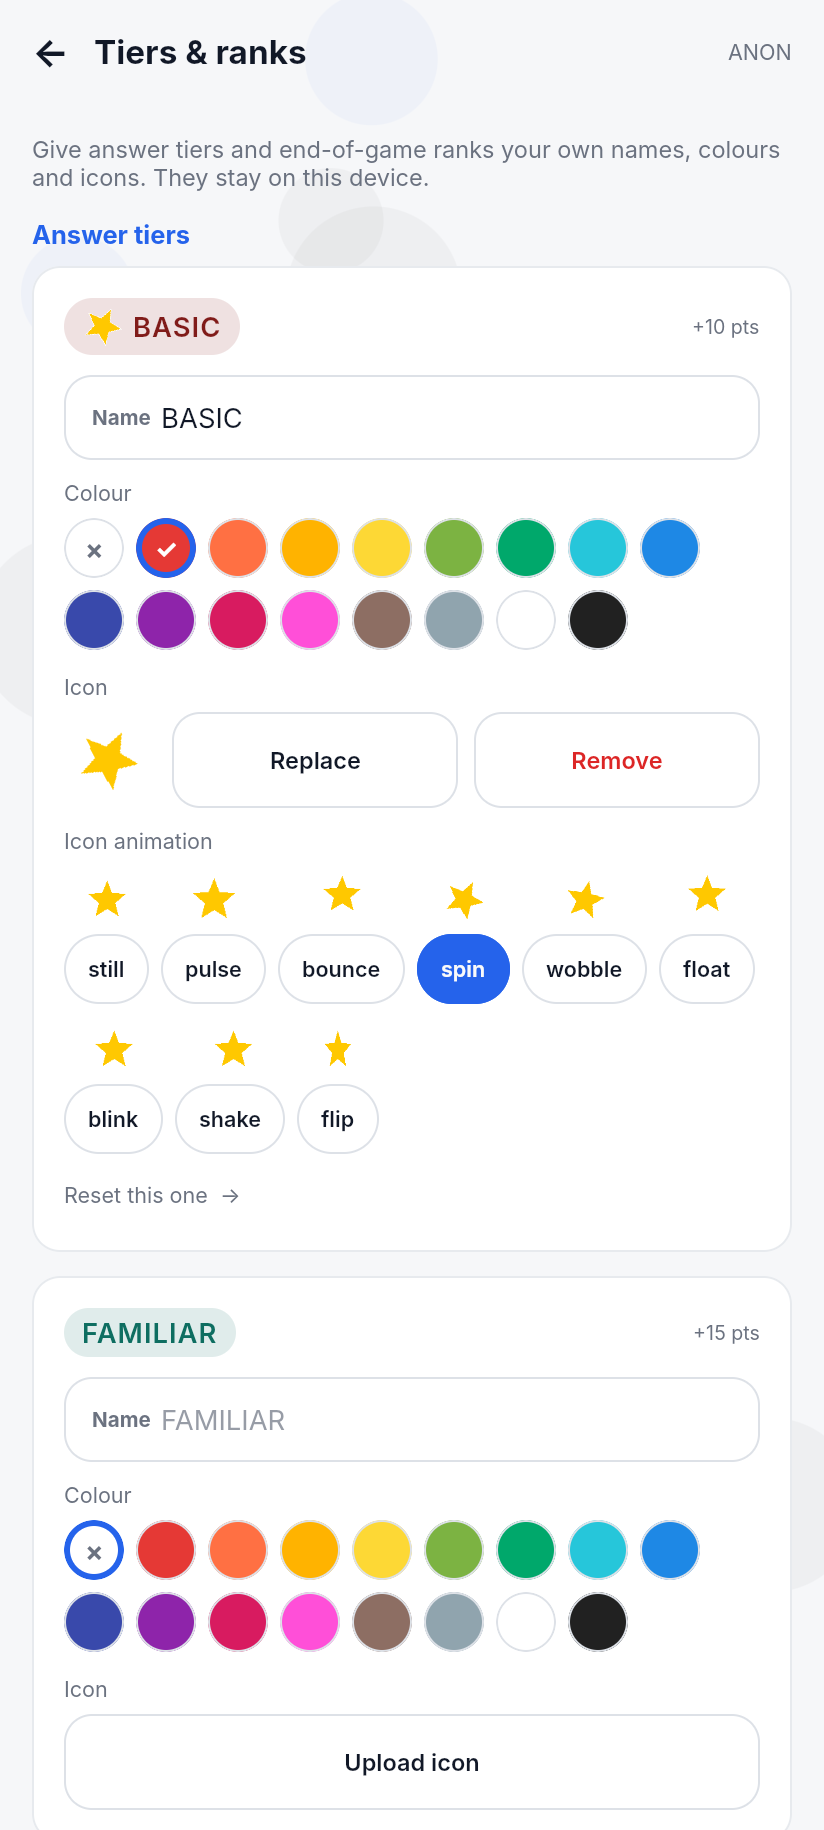 Tiers & ranks
ANON
Give answer tiers and end-of-game ranks your own names, colours
and icons. They stay on this device.
Answer tiers
BASIC
+10 pts
Name BASIC
Colour
Icon
Replace
Remove
Icon animation
still
pulse
bounce
spin
wobble
float
blink
shake
flip
Reset this one →
FAMILIAR
+15 pts
Name FAMILIAR
Colour
Icon
Upload icon